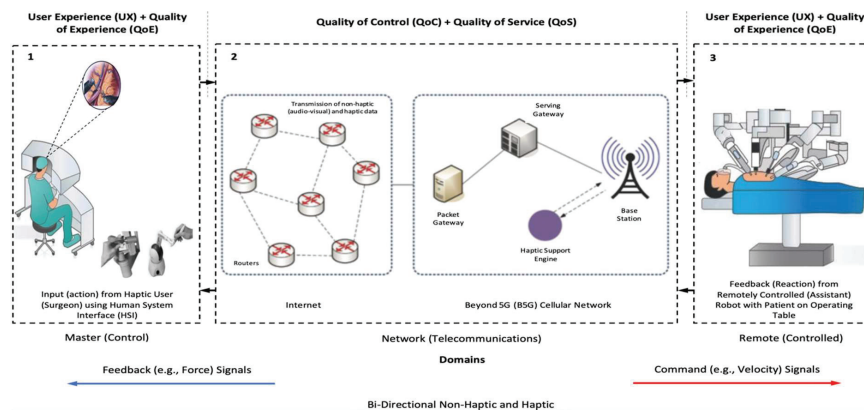 User Experience (UX) + Quality
of Experience (QoE)
Quality of Control (QoC) + Quality of Service (QoS)
User Experience (UX) + Quality
of Experience (QoE)
1
2
3
Transmission of non-haptic
(audio-visual) and haptic data
Routers
Internet
Serving
Gateway
Packet
Gateway
Base
Station
Haptic Support
Engine
Beyond 5G (B5G) Cellular Network
Input (action) from Haptic User
(Surgeon) using Human System
Interface (HSI)
Feedback (Reaction) from
Remotely Controlled (Assistant)
Robot with Patient on Operating
Table
Master (Control)
Network (Telecommunications)
Remote (Controlled)
Domains
Feedback (e.g., Force) Signals
Command (e.g., Velocity) Signals
Bi-Directional Non-Haptic and Haptic